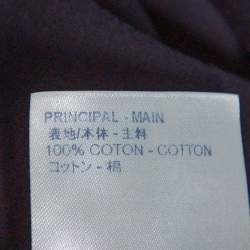 PRINCIPAL - MAIN
表地/本体 - 主料
100% COTON - COTTON
コットン - 棉